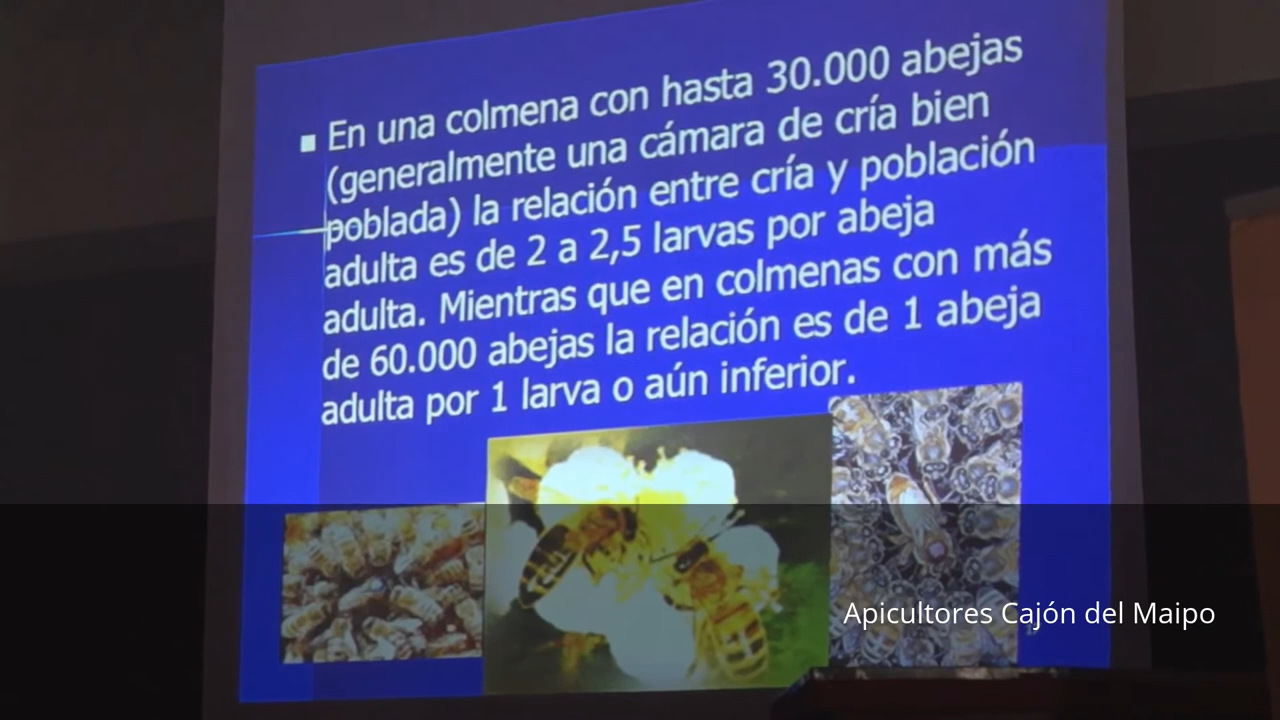 En una colmena con hasta 30.000 abejas
(generalmente una cámara de cría bien
poblada) la relación entre cría y población
adulta es de 2 a 2,5 larvas por abeja
adulta. Mientras que en colmenas con más
de 60.000 abejas la relación es de 1 abeja
adulta por 1 larva o aún inferior.
Apicultores Cajón del Maipo